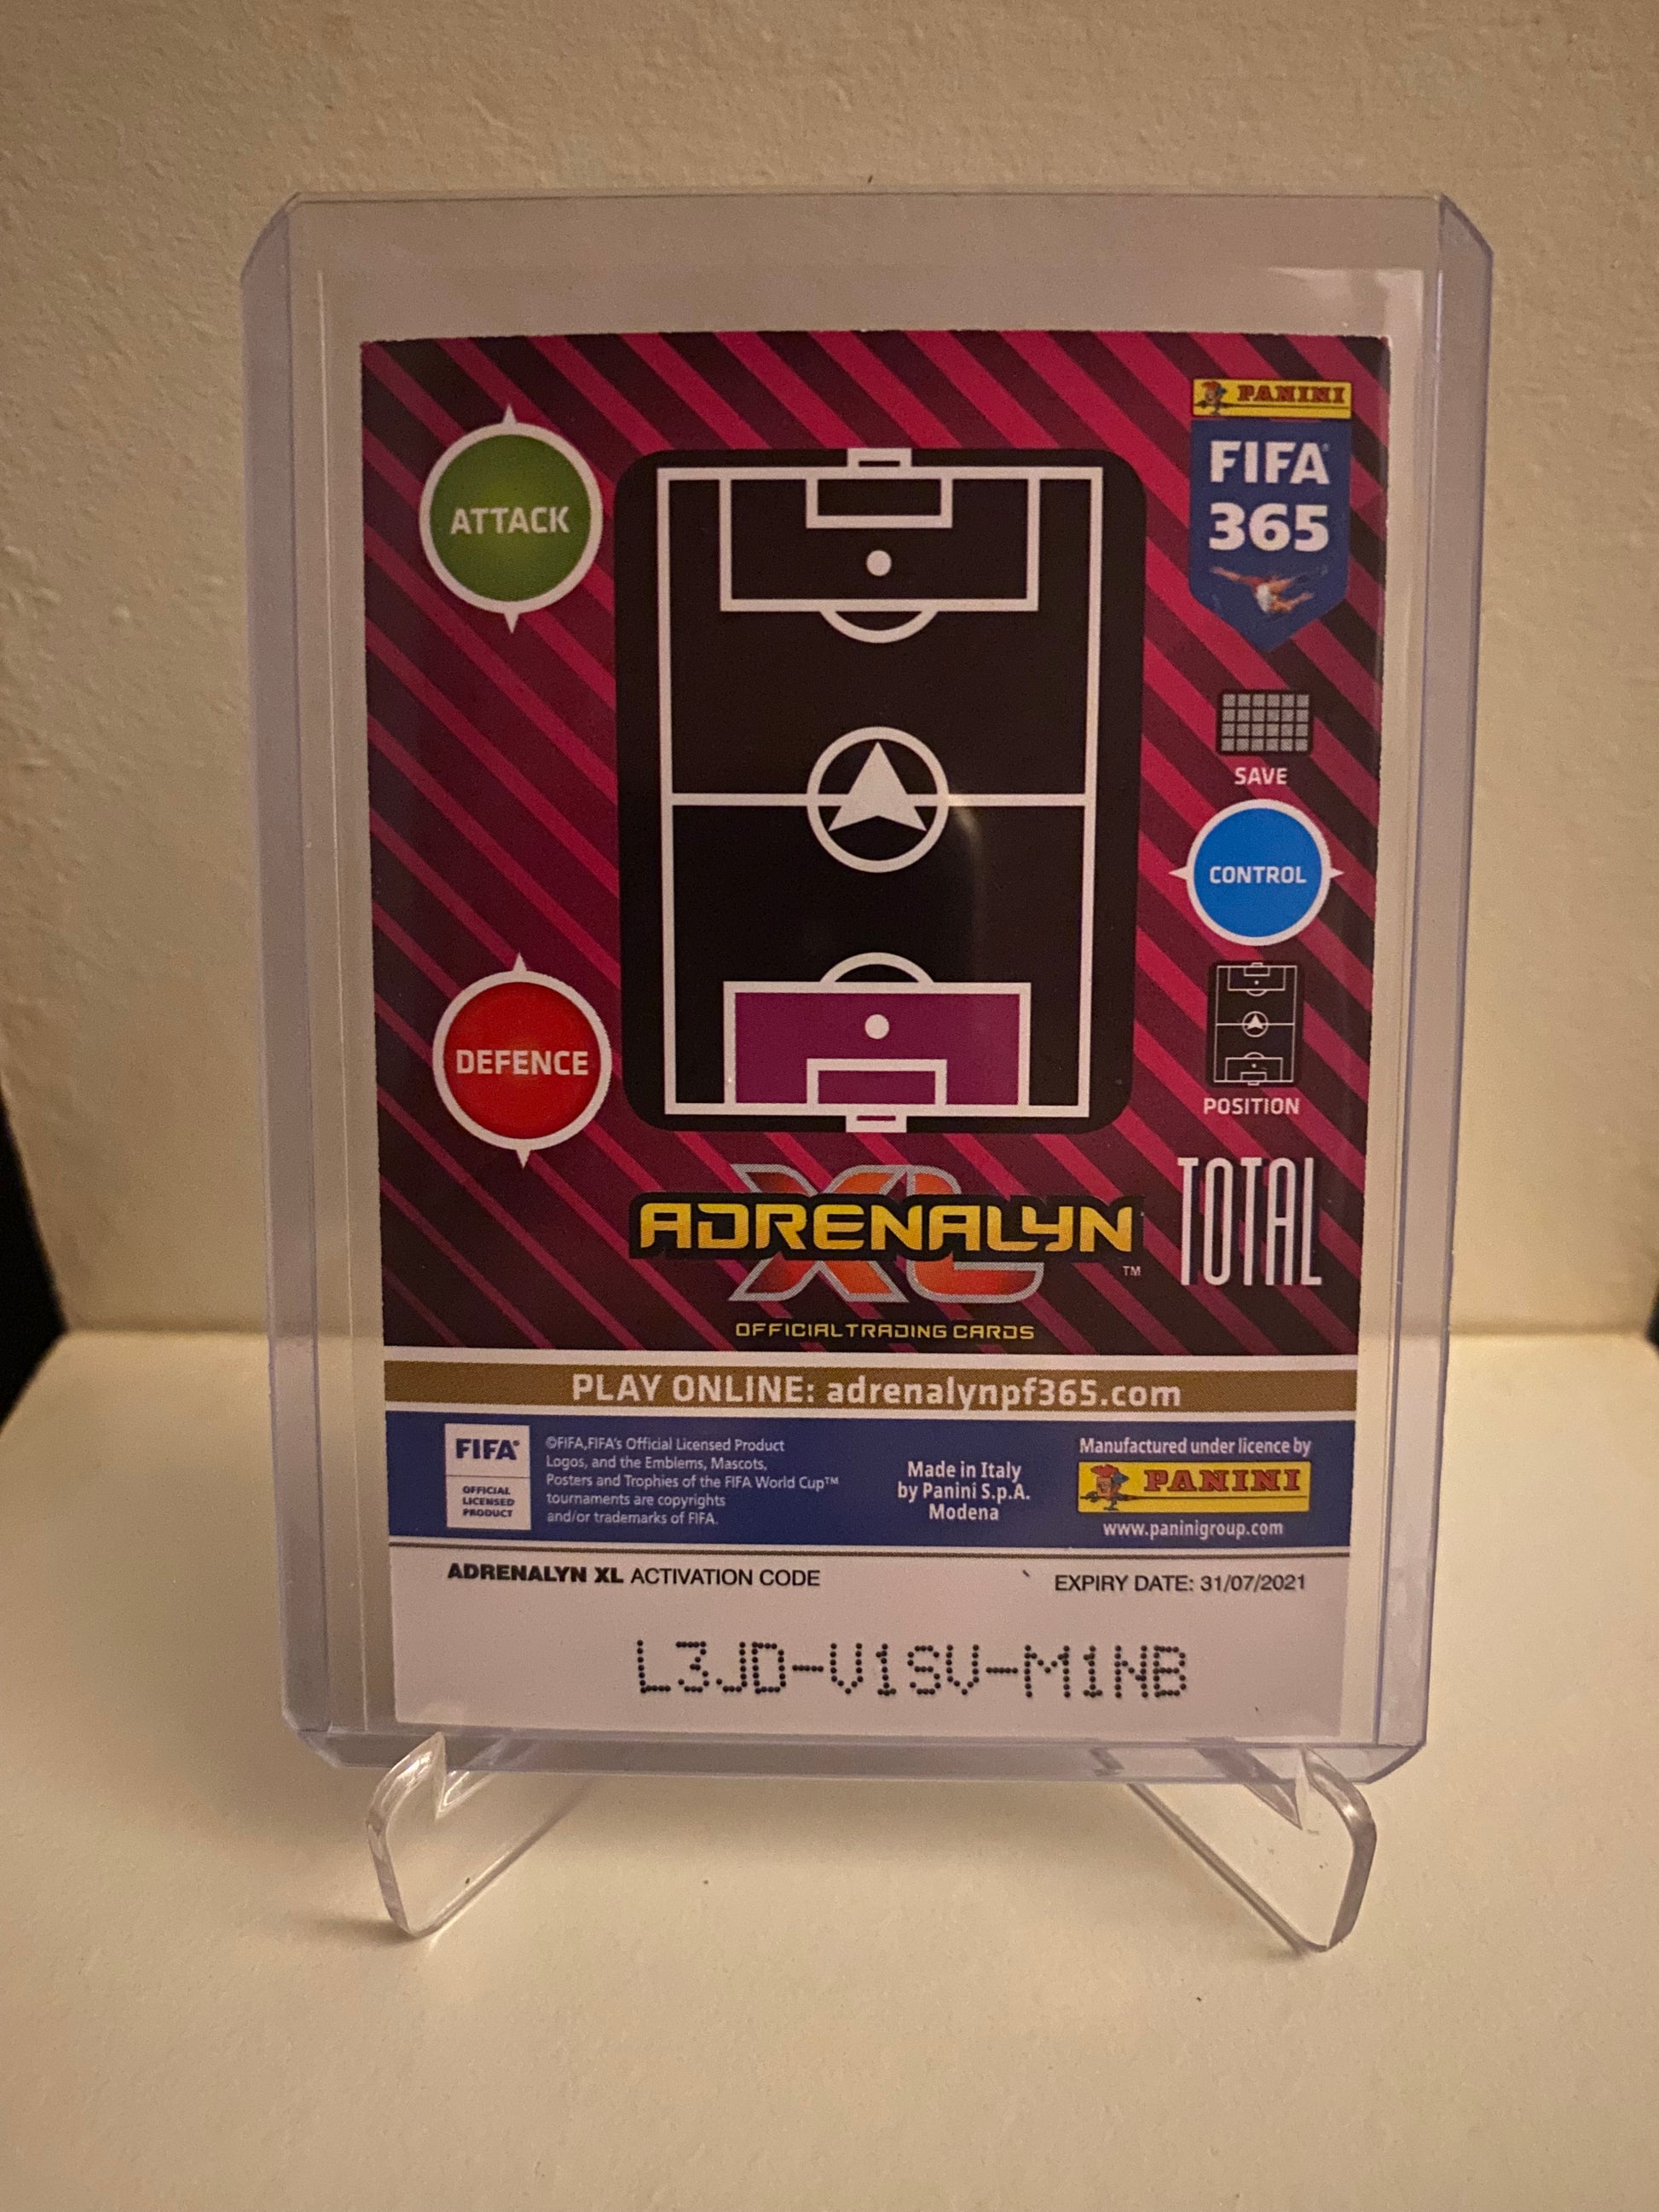 PANINI
FIFA
365
ATTACK
SAVE
CONTROL
DEFENCE
POSITION
TOTAL
ADRENALYN
XL
™
OFFICIAL TRADING CARDS
PLAY ONLINE: adrenalynpf365.com
FIFA®
OFFICIAL
LICENSED
PRODUCT
©FIFA,FIFA's Official Licensed Product
Logos, and the Emblems, Mascots,
Posters and Trophies of the FIFA World Cup™
tournaments are copyrights
and/or trademarks of FIFA.
Made in Italy
by Panini S.p.A.
Modena
Manufactured under licence by
PANINI
www.paninigroup.com
ADRENALYN XL ACTIVATION CODE
EXPIRY DATE: 31/07/2021
L3JD-V1SV-M1NB